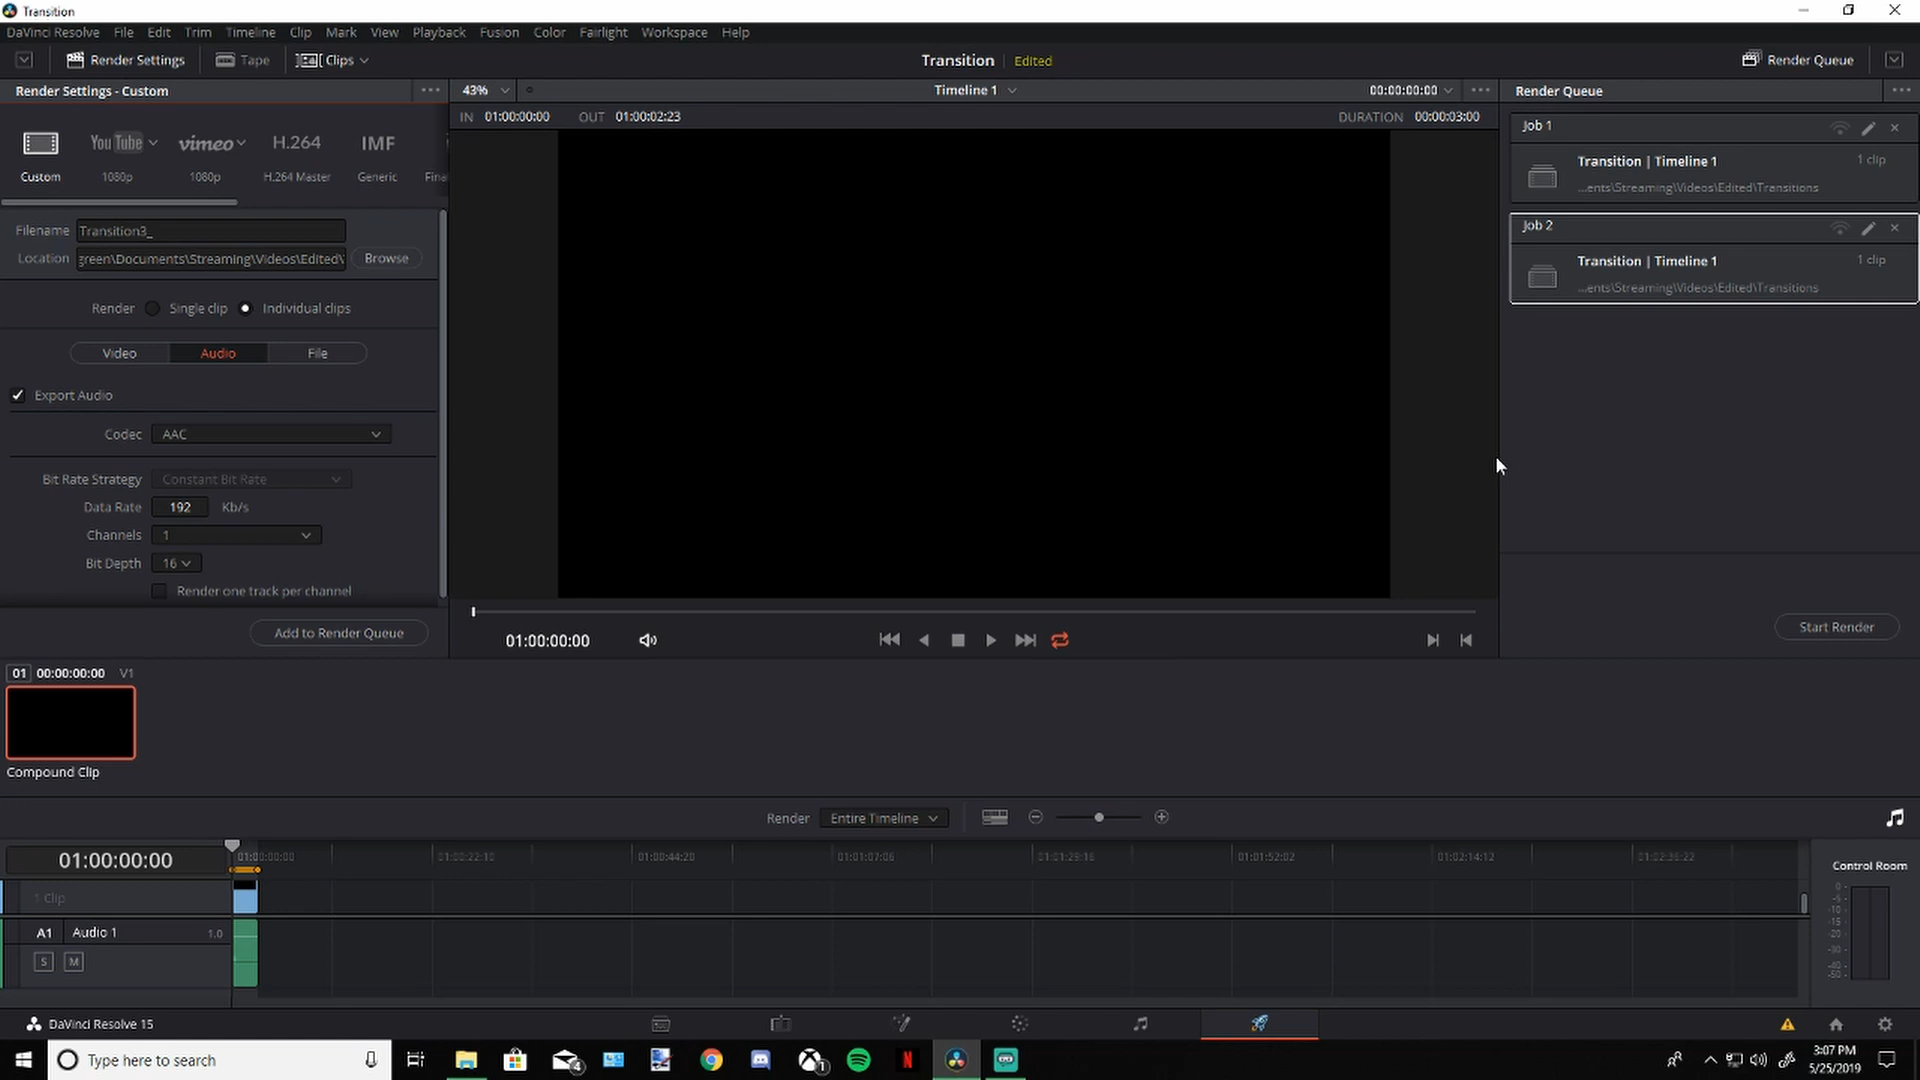 Transition
DaVinci Resolve File Edit Trim Timeline Clip Mark View Playback Fusion Color Fairlight Workspace Help
Render Settings Tape Clips Transition Edited Render Queue
Render Settings - Custom 43% Timeline 1 00:00:00:00 Render Queue
IN 01:00:00:00 OUT 01:00:02:23 DURATION 00:00:03:00
Job 1
Transition | Timeline 1 1 clip
...ents\Streaming\Videos\Edited\Transitions
Job 2
Transition | Timeline 1 1 clip
...ents\Streaming\Videos\Edited\Transitions
YouTube vimeo H.264 IMF
Custom 1080p 1080p H.264 Master Generic Fina
Filename Transition3_
Location green\Documents\Streaming\Videos\Edited\ Browse
Render Single clip Individual clips
Video Audio File
Export Audio
Codec AAC
Bit Rate Strategy Constant Bit Rate
Data Rate 192 Kb/s
Channels 1
Bit Depth 16
Render one track per channel
Add to Render Queue
01:00:00:00
Start Render
01 00:00:00:00 V1
Compound Clip
Render Entire Timeline
01:00:00:00 01:00:00:00 01:00:22:10 01:00:44:20 01:01:07:06 01:01:29:16 01:01:52:02 01:02:14:12 01:02:36:22
Control Room
1 Clip
A1 Audio 1 1.0
S M
0
-5
-10
-15
-20
-30
-40
-50
DaVinci Resolve 15
Type here to search
4
1
3:07 PM
5/25/2019